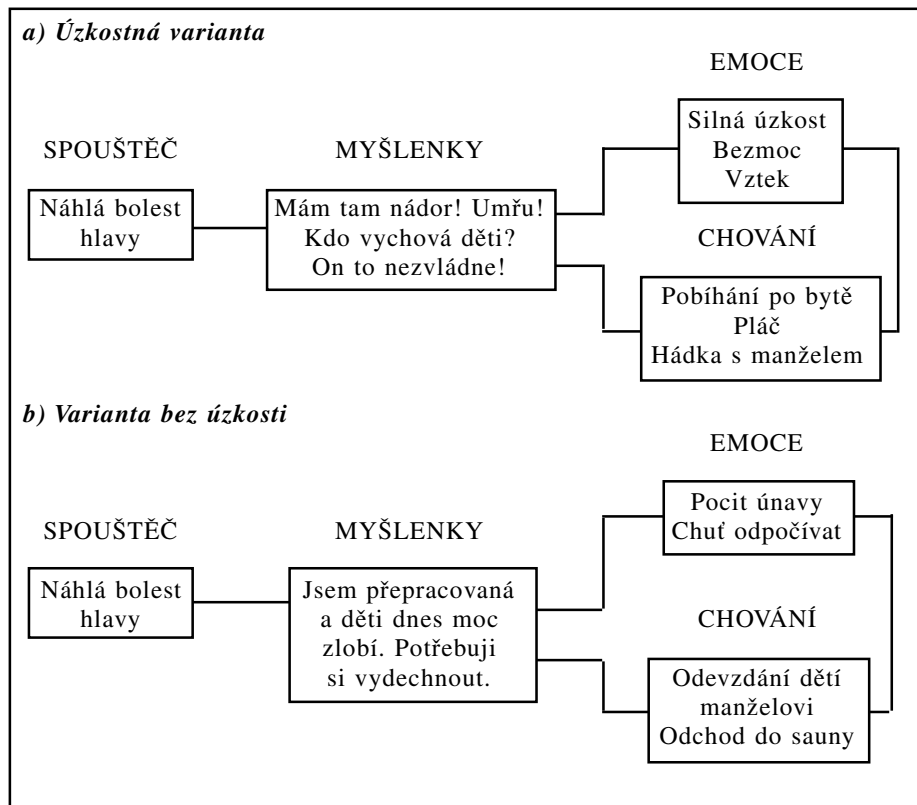 a) Úzkostná varianta
EMOCE
Silná úzkost
Bezmoc
Vztek
SPOUŠTĚČ
MYŠLENKY
Náhlá bolest
hlavy
Mám tam nádor! Umřu!
Kdo vychová děti?
On to nezvládne!
CHOVÁNÍ
Pobíhání po bytě
Pláč
Hádka s manželem
b) Varianta bez úzkosti
EMOCE
Pocit únavy
Chuť odpočívat
SPOUŠTĚČ
MYŠLENKY
Náhlá bolest
hlavy
Jsem přepracovaná
a děti dnes moc
zlobí. Potřebuji
si vydechnout.
CHOVÁNÍ
Odevzdání dětí
manželovi
Odchod do sauny